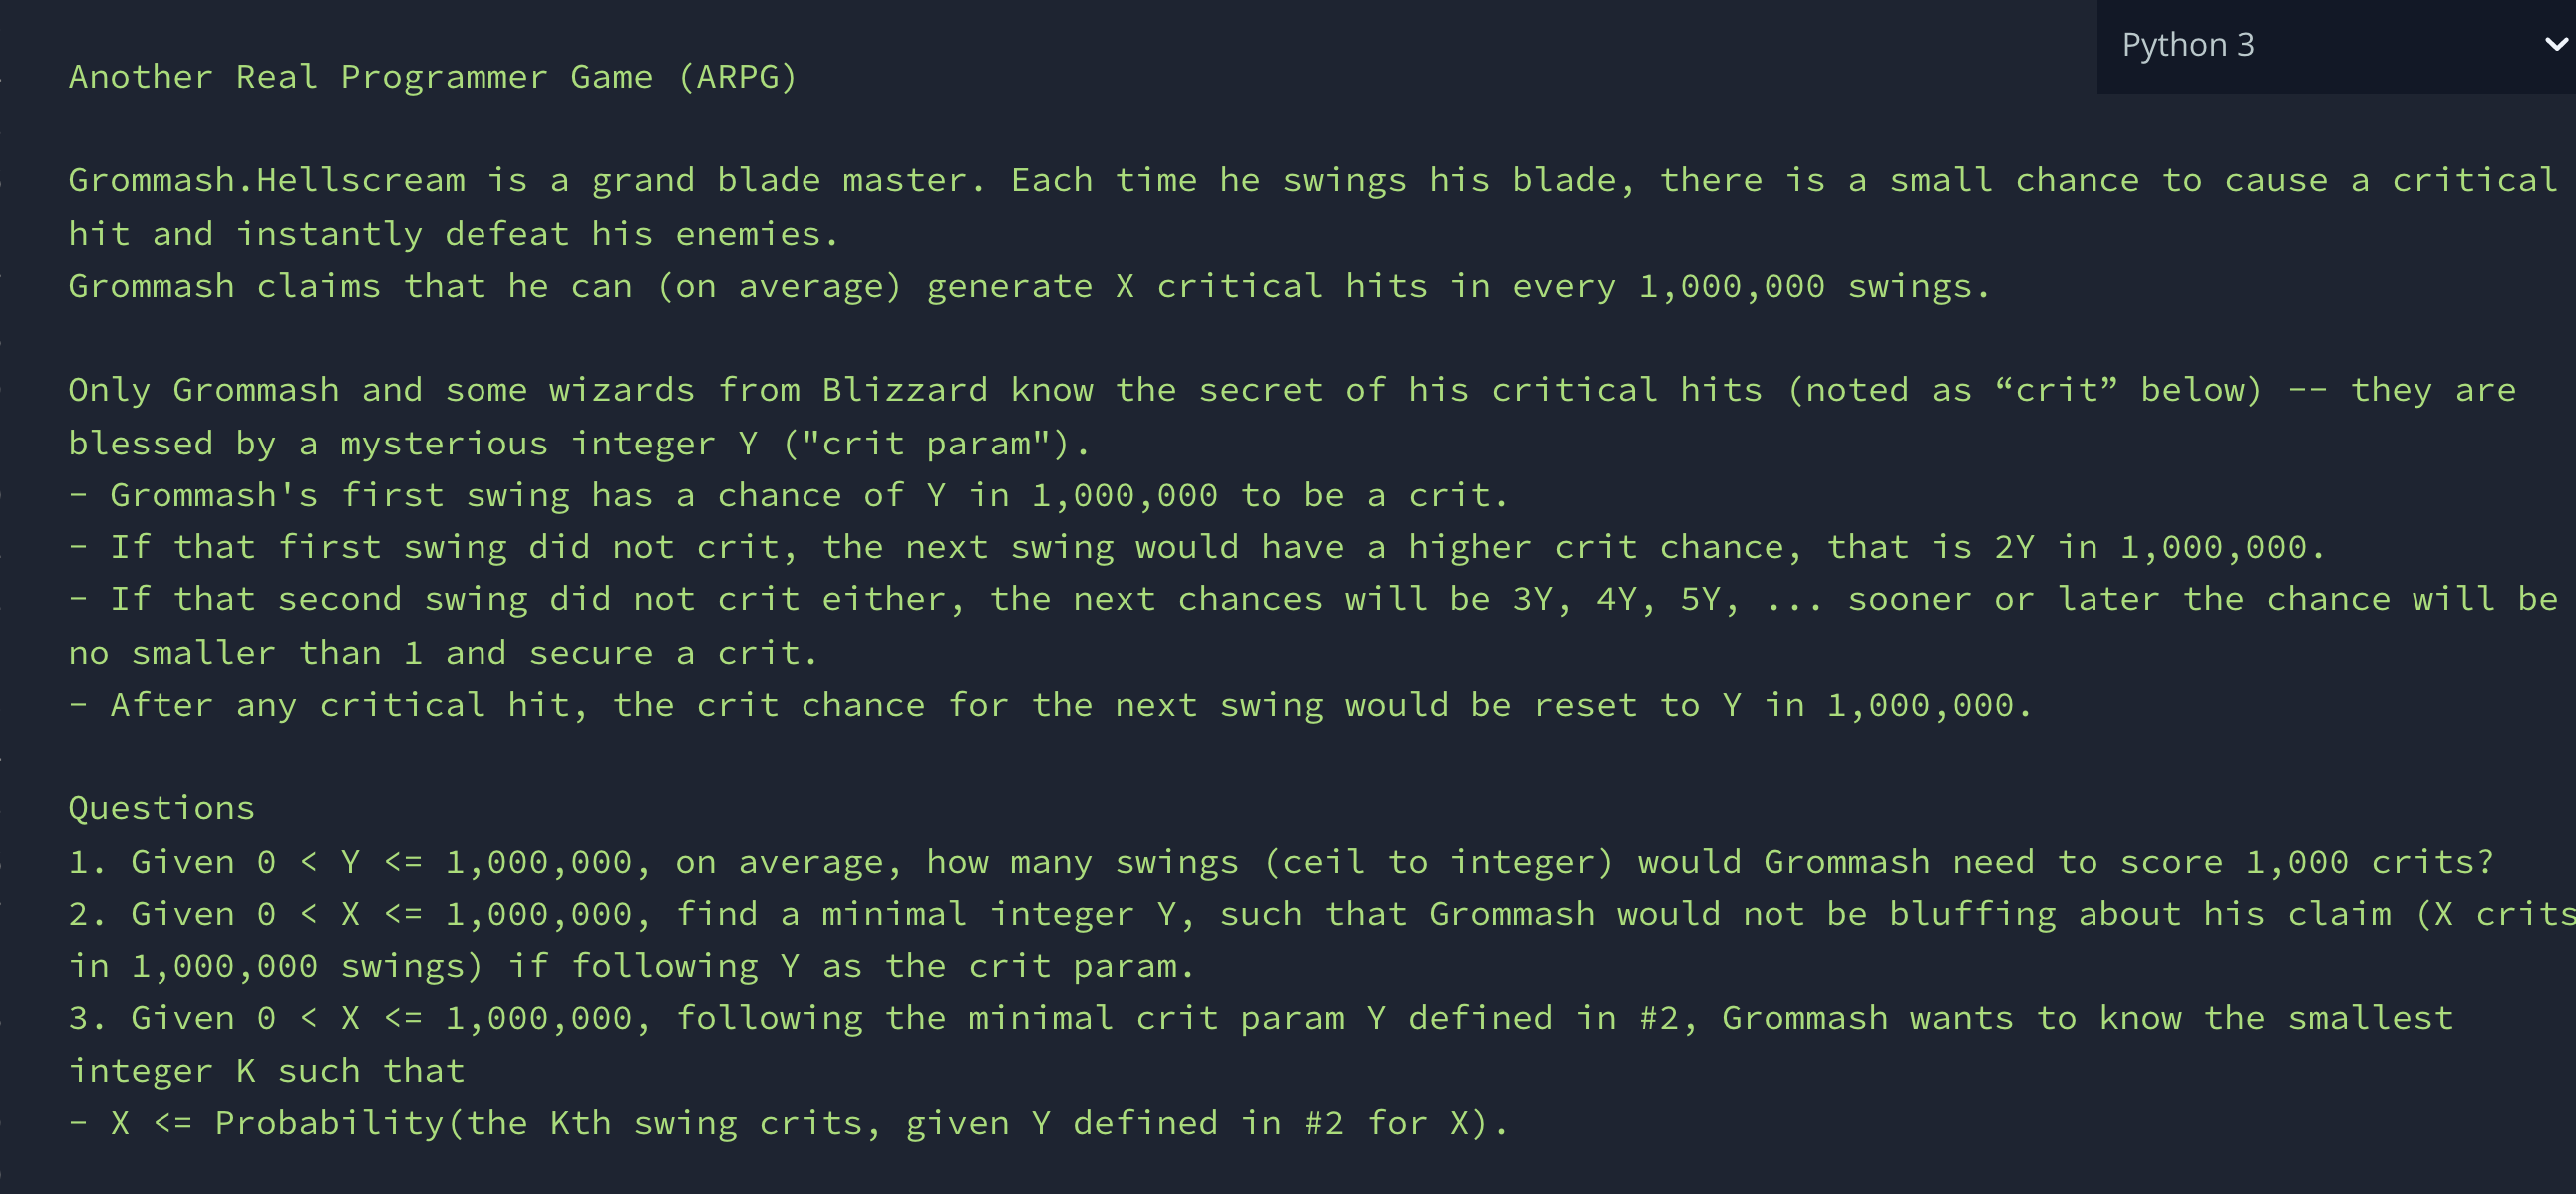 Python 3
Another Real Programmer Game (ARPG)
Grommash.Hellscream is a grand blade master. Each time he swings his blade, there is a small chance to cause a critical
hit and instantly defeat his enemies.
Grommash claims that he can (on average) generate X critical hits in every 1,000,000 swings.
Only Grommash and some wizards from Blizzard know the secret of his critical hits (noted as “crit” below) -- they are
blessed by a mysterious integer Y ("crit param").
- Grommash's first swing has a chance of Y in 1,000,000 to be a crit.
- If that first swing did not crit, the next swing would have a higher crit chance, that is 2Y in 1,000,000.
- If that second swing did not crit either, the next chances will be 3Y, 4Y, 5Y, ... sooner or later the chance will be
no smaller than 1 and secure a crit.
- After any critical hit, the crit chance for the next swing would be reset to Y in 1,000,000.
Questions
1. Given 0 < Y <= 1,000,000, on average, how many swings (ceil to integer) would Grommash need to score 1,000 crits?
2. Given 0 < X <= 1,000,000, find a minimal integer Y, such that Grommash would not be bluffing about his claim (X crits
in 1,000,000 swings) if following Y as the crit param.
3. Given 0 < X <= 1,000,000, following the minimal crit param Y defined in #2, Grommash wants to know the smallest
integer K such that
- X <= Probability(the Kth swing crits, given Y defined in #2 for X).